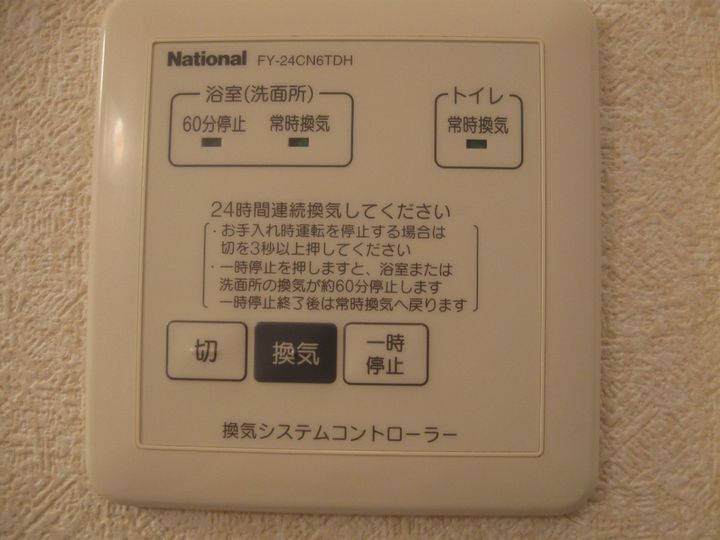 National FY-24CN6TDH
浴室(洗面所)
トイレ
60分停止 常時換気
常時換気
24時間連続換気してください
・お手入れ時運転を停止する場合は
切を3秒以上押してください
・一時停止を押しますと、浴室または
洗面所の換気が約60分停止します
一時停止終了後は常時換気へ戻ります
切
換気
一時
停止
換気システムコントローラー